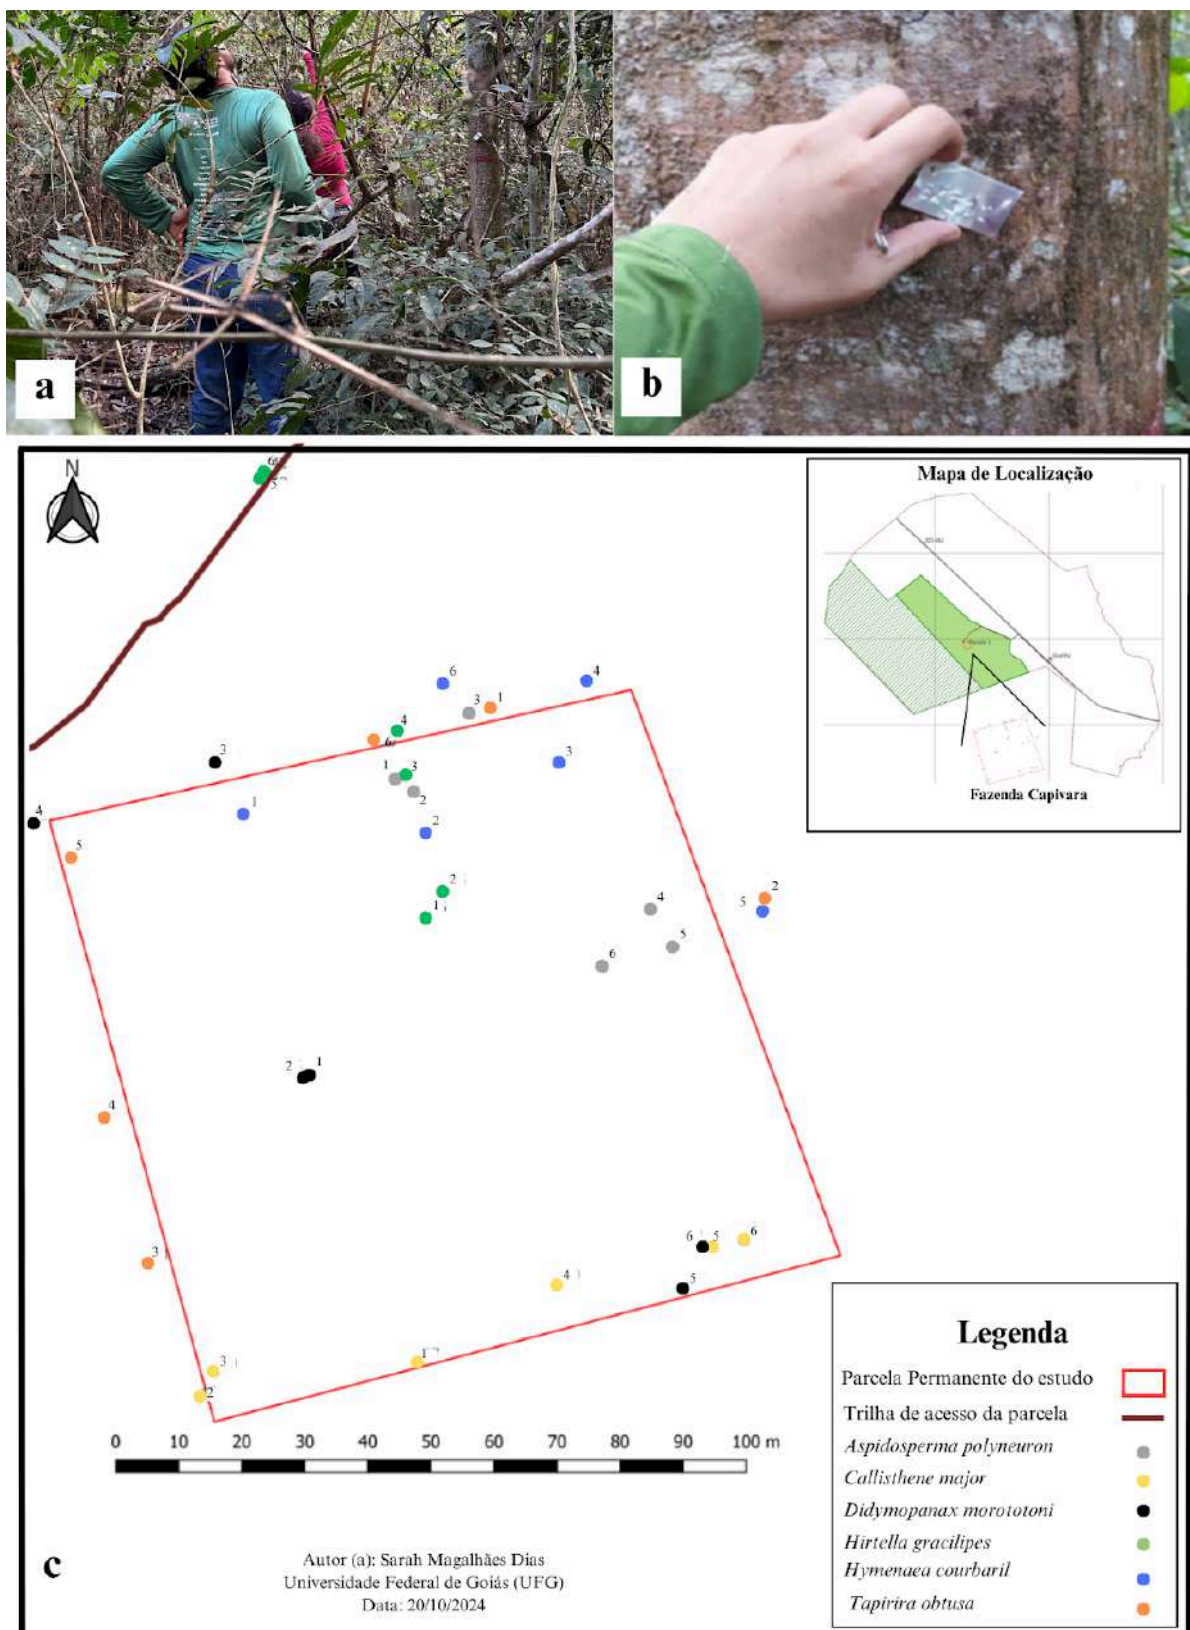 a
b
N
Mapa de Localização
Fazenda Capivara
6
5
6
4
3
1
4
6
3
1
3
2
1
2
4
5
2
1
4
2
5
5
6
2
1
4
3
6
5
6
4
5
3
1
2
0 10 20 30 40 50 60 70 80 90 100 m
Legenda
Parcela Permanente do estudo
Trilha de acesso da parcela
Aspidosperma polyneuron
Callisthene major
Didymopanax morototoni
Hirtella gracilipes
Hymenaea courbaril
Tapirira obtusa
c
Autor (a): Sarah Magalhães Dias
Universidade Federal de Goiás (UFG)
Data: 20/10/2024